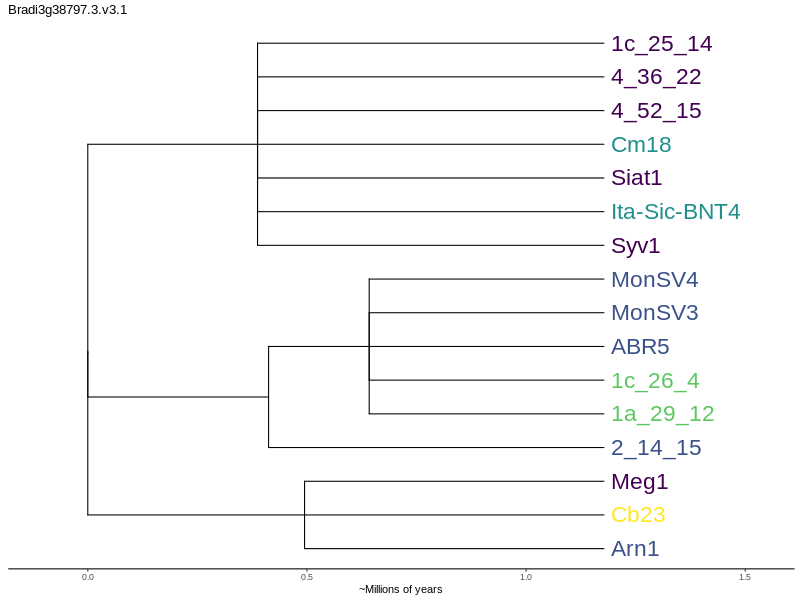 Bradi3g38797.3.v3.1
1c_25_14
4_36_22
4_52_15
Cm18
Siat1
Ita-Sic-BNT4
Syv1
MonSV4
MonSV3
ABR5
1c_26_4
1a_29_12
2_14_15
Meg1
Cb23
Arn1
0.0 0.5 1.0 1.5
~Millions of years